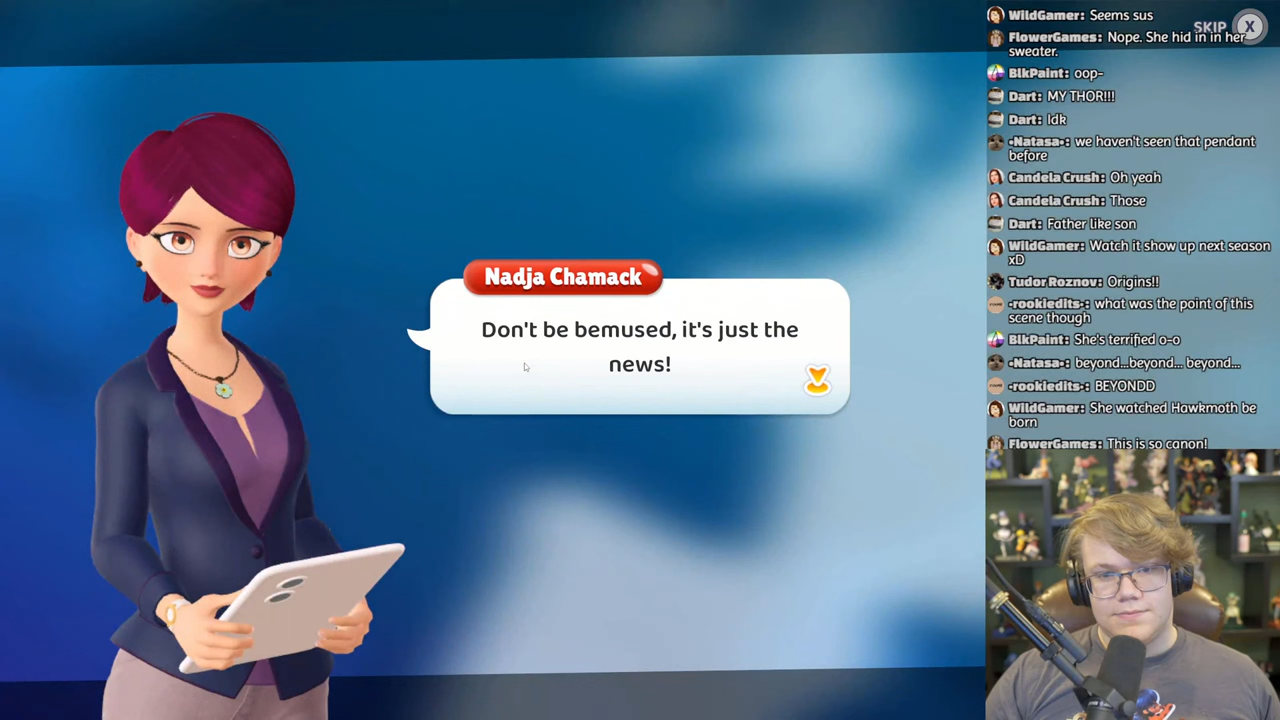 Nadja Chamack
Don't be bemused, it's just the
news!
SKIP X
WildGamer: Seems sus
FlowerGames: Nope. She hid in in her
sweater.
BlkPaint: oop-
Dart: MY THOR!!!
Dart: Idk
•Natasa•: we haven't seen that pendant
before
Candela Crush: Oh yeah
Candela Crush: Those
Dart: Father like son
WildGamer: Watch it show up next season
xD
Tudor Roznov: Origins!!
-rookiedits-: what was the point of this
scene though
BlkPaint: She's terrified o-o
•Natasa•: beyond...beyond... beyond...
-rookiedits-: BEYONDD
WildGamer: She watched Hawkmoth be
born
FlowerGames: This is so canon!